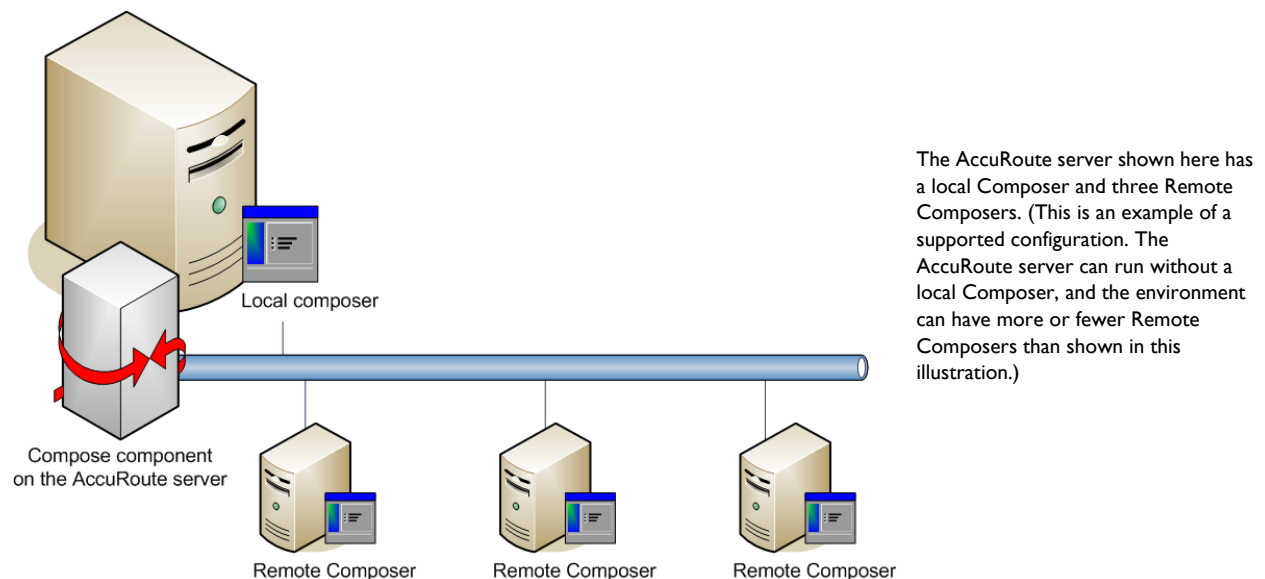 The AccuRoute server shown here has
a local Composer and three Remote
Composers. (This is an example of a
supported configuration. The
AccuRoute server can run without a
local Composer, and the environment
can have more or fewer Remote
Composers than shown in this
illustration.)
Local composer
Compose component
on the AccuRoute server
Remote Composer
Remote Composer
Remote Composer